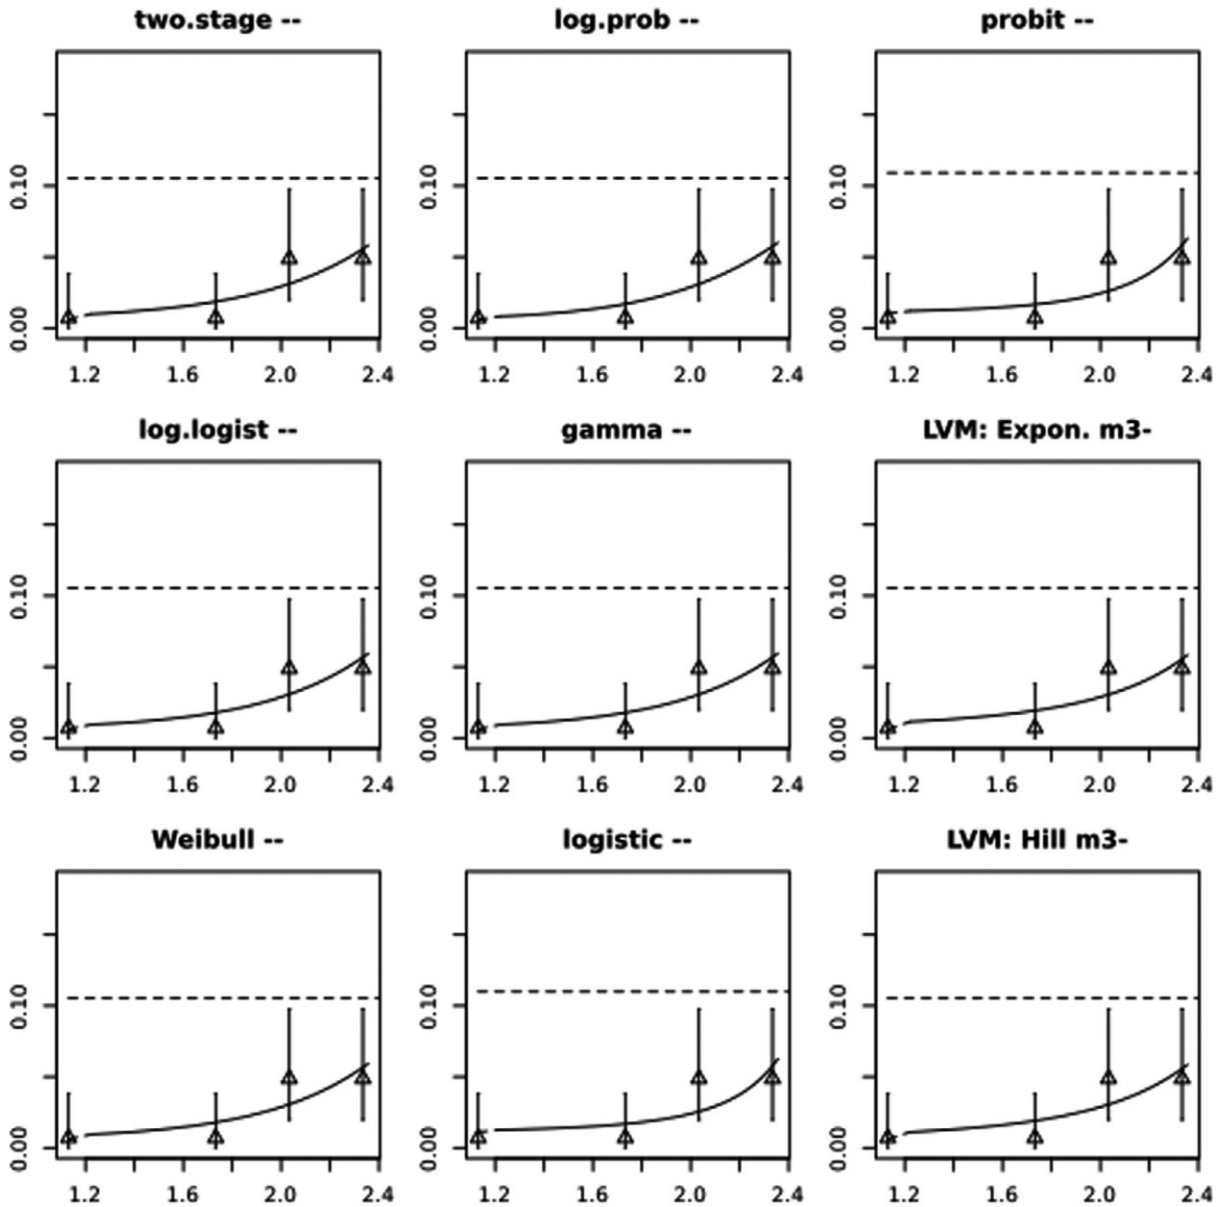 two.stage --
log.prob --
probit --
0.10
0.00
1.2 1.6 2.0 2.4
0.10
0.00
1.2 1.6 2.0 2.4
0.10
0.00
1.2 1.6 2.0 2.4
log.logist --
gamma --
LVM: Expon. m3-
0.10
0.00
1.2 1.6 2.0 2.4
0.10
0.00
1.2 1.6 2.0 2.4
0.10
0.00
1.2 1.6 2.0 2.4
Weibull --
logistic --
LVM: Hill m3-
0.10
0.00
1.2 1.6 2.0 2.4
0.10
0.00
1.2 1.6 2.0 2.4
0.10
0.00
1.2 1.6 2.0 2.4